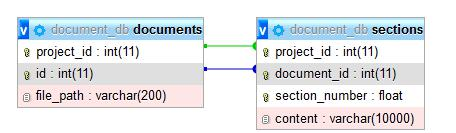 v document_db documents
project_id : int(11)
id : int(11)
file_path : varchar(200)
v document_db sections
project_id : int(11)
document_id : int(11)
section_number : float
content : varchar(10000)